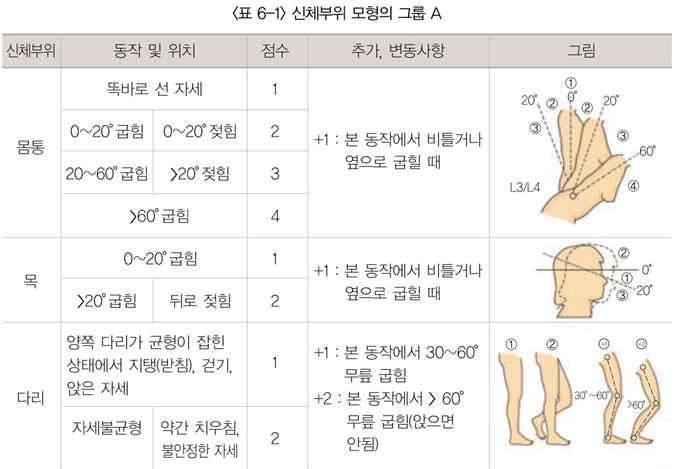 <표 6-1> 신체부위 모형의 그룹 A
신체부위 동작 및 위치 점수 추가, 변동사항 그림
몸통
똑바로 선 자세 1
0~20° 굽힘 0~20° 젖힘 2
20~60° 굽힘 >20° 젖힘 3
>60° 굽힘 4
+1 : 본 동작에서 비틀거나
옆으로 굽힐 때
①
② 0° ②
20° 20°
③ ③
60°
④
L3/L4
목
0~20° 굽힘 1
>20° 굽힘 뒤로 젖힘 2
+1 : 본 동작에서 비틀거나
옆으로 굽힐 때
②
0°
①
20°
③
다리
양쪽 다리가 균형이 잡힌
상태에서 지탱(받침), 걷기,
앉은 자세
1
자세불균형 약간 치우침,
불안정한 자세
2
+1 : 본 동작에서 30~60°
무릎 굽힘
+2 : 본 동작에서 > 60°
무릎 굽힘(앉으면
안됨)
① ② +1 +2
30°~60° >60°